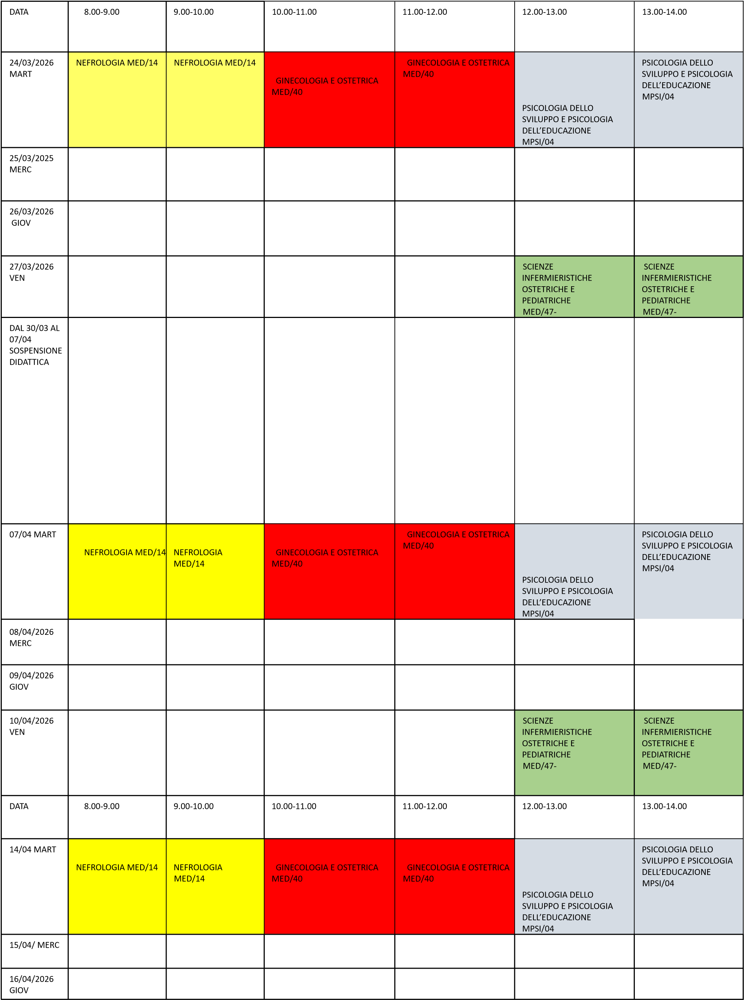 DATA
8.00-9.00
9.00-10.00
10.00-11.00
11.00-12.00
12.00-13.00
13.00-14.00
24/03/2026
MART
NEFROLOGIA MED/14
NEFROLOGIA MED/14
GINECOLOGIA E OSTETRICA
MED/40
GINECOLOGIA E OSTETRICA
MED/40
PSICOLOGIA DELLO
SVILUPPO E PSICOLOGIA
DELL’EDUCAZIONE
MPSI/04
PSICOLOGIA DELLO
SVILUPPO E PSICOLOGIA
DELL’EDUCAZIONE
MPSI/04
25/03/2025
MERC
26/03/2026
GIOV
27/03/2026
VEN
SCIENZE
INFERMIERISTICHE
OSTETRICHE E
PEDIATRICHE
MED/47-
SCIENZE
INFERMIERISTICHE
OSTETRICHE E
PEDIATRICHE
MED/47-
DAL 30/03 AL
07/04
SOSPENSIONE
DIDATTICA
07/04 MART
NEFROLOGIA MED/14
NEFROLOGIA
MED/14
GINECOLOGIA E OSTETRICA
MED/40
GINECOLOGIA E OSTETRICA
MED/40
PSICOLOGIA DELLO
SVILUPPO E PSICOLOGIA
DELL’EDUCAZIONE
MPSI/04
PSICOLOGIA DELLO
SVILUPPO E PSICOLOGIA
DELL’EDUCAZIONE
MPSI/04
08/04/2026
MERC
09/04/2026
GIOV
10/04/2026
VEN
SCIENZE
INFERMIERISTICHE
OSTETRICHE E
PEDIATRICHE
MED/47-
SCIENZE
INFERMIERISTICHE
OSTETRICHE E
PEDIATRICHE
MED/47-
DATA
8.00-9.00
9.00-10.00
10.00-11.00
11.00-12.00
12.00-13.00
13.00-14.00
14/04 MART
NEFROLOGIA MED/14
NEFROLOGIA
MED/14
GINECOLOGIA E OSTETRICA
MED/40
GINECOLOGIA E OSTETRICA
MED/40
PSICOLOGIA DELLO
SVILUPPO E PSICOLOGIA
DELL’EDUCAZIONE
MPSI/04
PSICOLOGIA DELLO
SVILUPPO E PSICOLOGIA
DELL’EDUCAZIONE
MPSI/04
15/04/ MERC
16/04/2026
GIOV